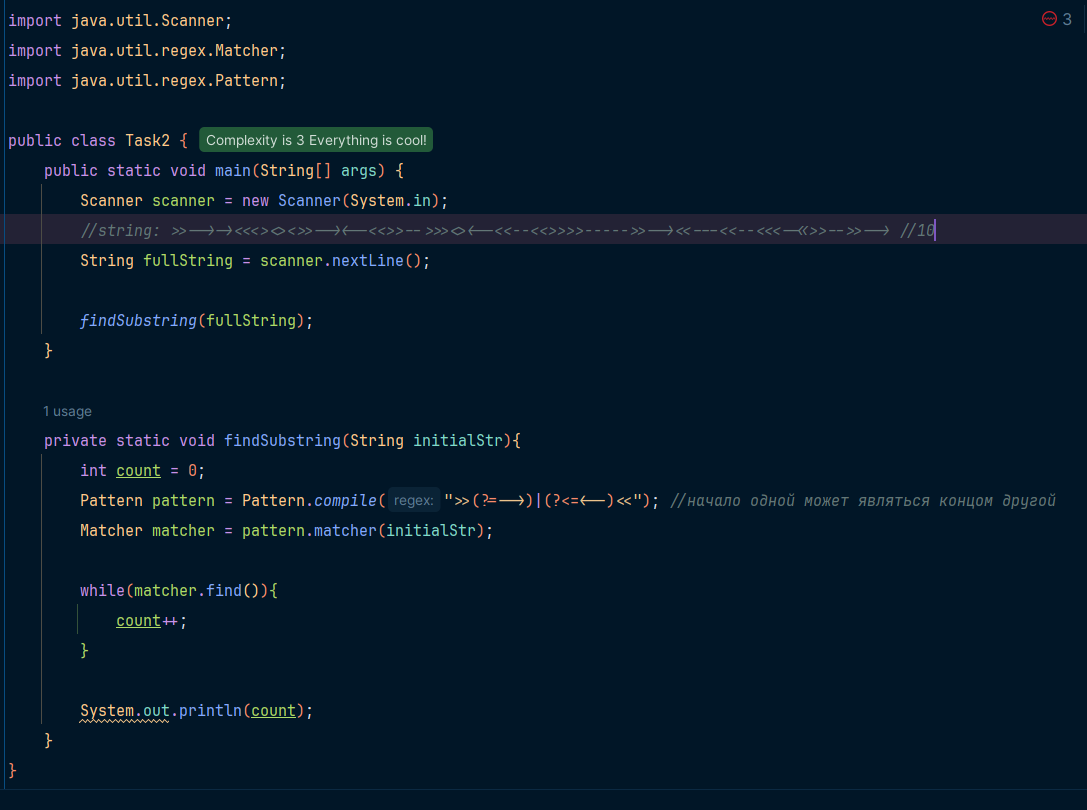 import java.util.Scanner;
3
import java.util.regex.Matcher;
import java.util.regex.Pattern;
public class Task2 { Complexity is 3 Everything is cool!
public static void main(String[] args) {
Scanner scanner = new Scanner(System.in);
//string: >>-->-><<<><><>>--><--<<>>-->>><><--<<--<<>>>>----->>--><<---<<--<<<-<<>>-->>--> //10
String fullString = scanner.nextLine();
findSubstring(fullString);
}
1 usage
private static void findSubstring(String initialStr){
int count = 0;
Pattern pattern = Pattern.compile( regex: ">>(?=-->)|(?<=<--)<<"); //начало одной может являться концом другой
Matcher matcher = pattern.matcher(initialStr);
while(matcher.find()){
count++;
}
System.out.println(count);
}
}